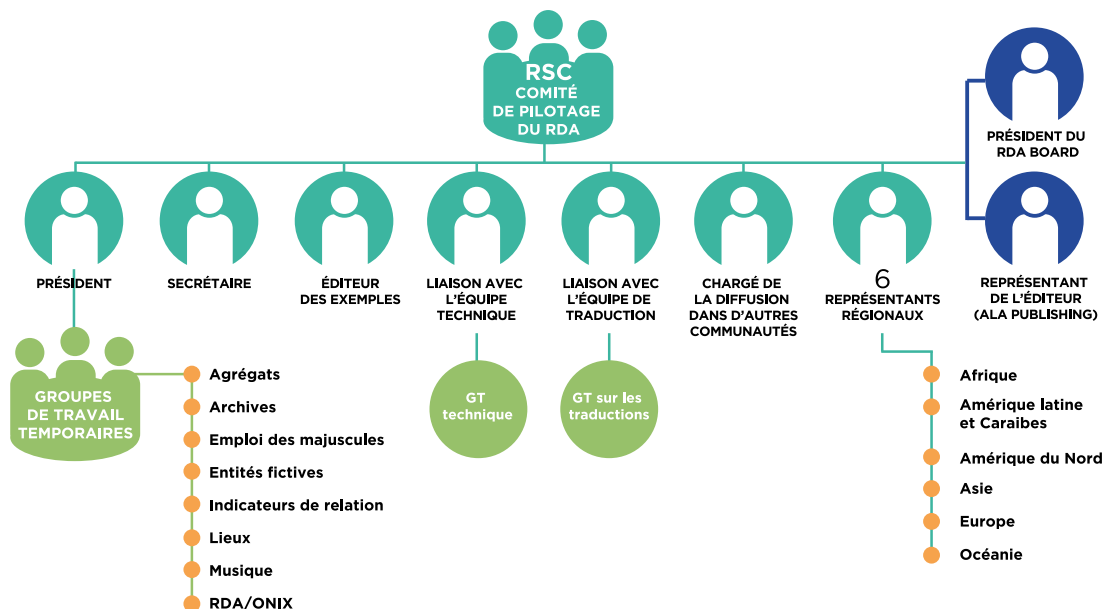 RSC
COMITÉ
DE PILOTAGE
DU RDA
PRÉSIDENT DU
RDA BOARD
PRÉSIDENT
SECRÉTAIRE
ÉDITEUR
DES EXEMPLES
LIAISON AVEC
L'ÉQUIPE
TECHNIQUE
LIAISON AVEC
L'ÉQUIPE DE
TRADUCTION
CHARGÉ DE
LA DIFFUSION
DANS D'AUTRES
COMMUNAUTÉS
6
REPRÉSENTANTS
RÉGIONAUX
REPRÉSENTANT
DE L'ÉDITEUR
(ALA PUBLISHING)
GROUPES
DE TRAVAIL
TEMPORAIRES
Agrégats
Archives
Emploi des majuscules
Entités fictives
Indicateurs de relation
Lieux
Musique
RDA/ONIX
GT
technique
GT sur les
traductions
Afrique
Amérique latine
et Caraibes
Amérique du Nord
Asie
Europe
Océanie